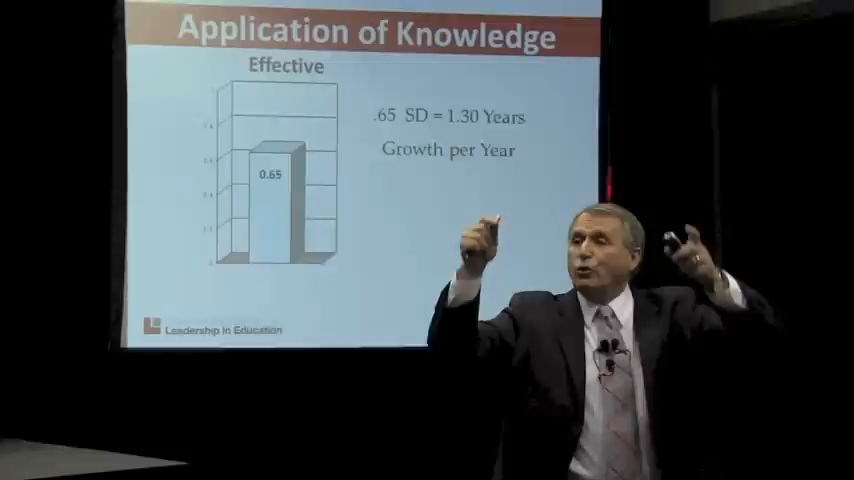 Application of Knowledge
Effective
.65 SD = 1.30 Years
Growth per Year
0.65
Leadership in Education